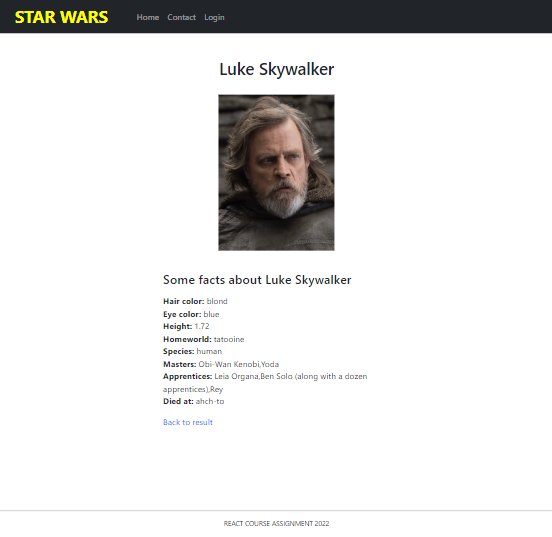 STAR WARS Home Contact Login
Luke Skywalker
Some facts about Luke Skywalker
Hair color: blond
Eye color: blue
Height: 1.72
Homeworld: tatooine
Species: human
Masters: Obi-Wan Kenobi,Yoda
Apprentices: Leia Organa,Ben Solo (along with a dozen
apprentices),Rey
Died at: ahch-to
Back to result
REACT COURSE ASSIGNMENT 2022